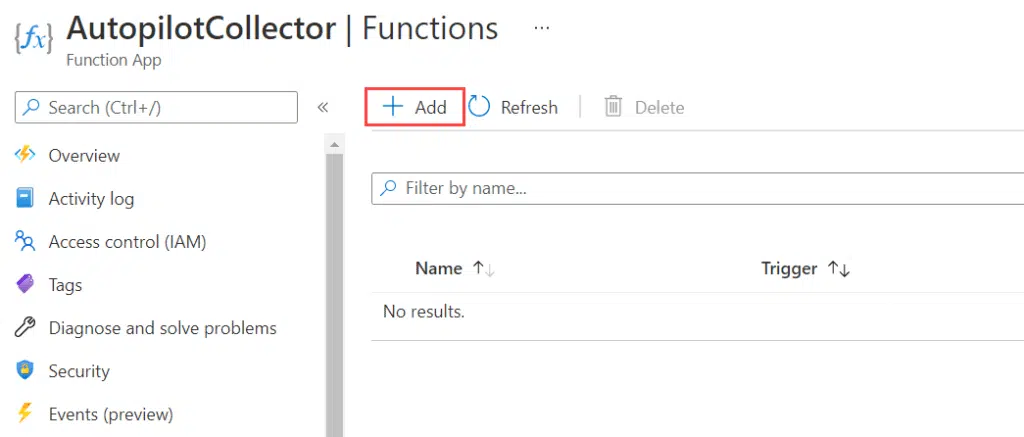 {fx} AutopilotCollector | Functions ...
Function App
Search (Ctrl+/) «
+ Add Refresh | Delete
Overview
Activity log
Access control (IAM)
Tags
Diagnose and solve problems
Security
Events (preview)
Filter by name...
Name ↑↓ Trigger ↑↓
No results.